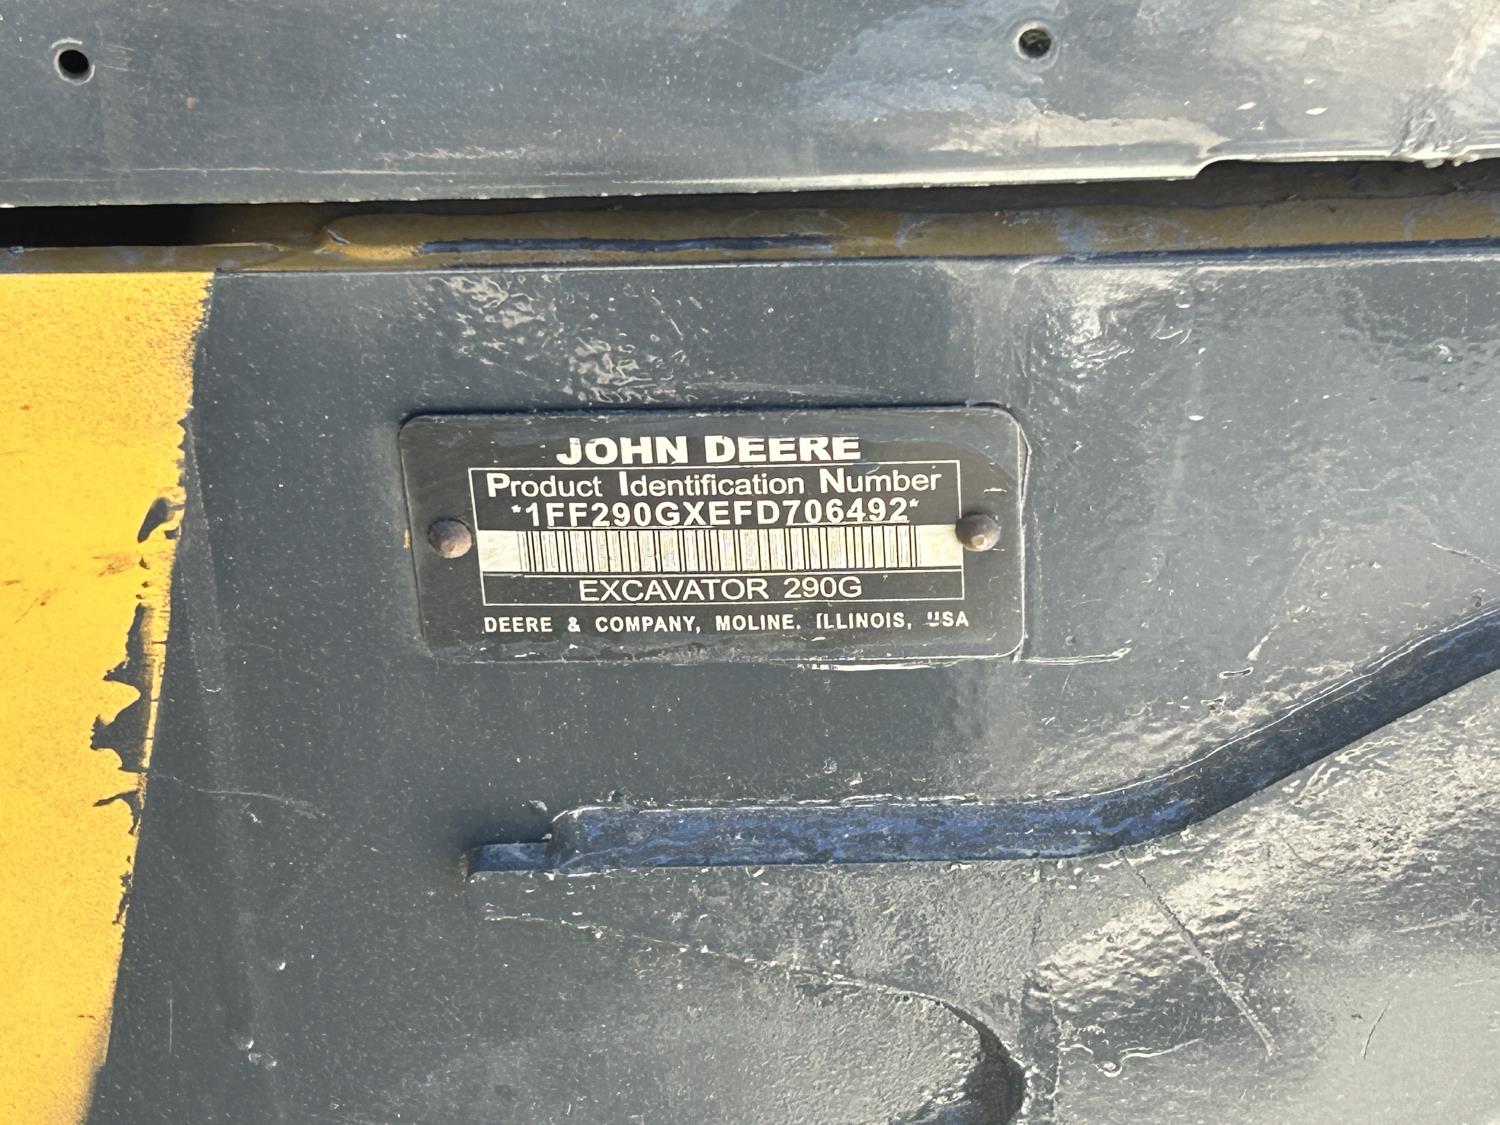 JOHN DEERE
Product Identification Number
*1FF290GXEFD706492*
EXCAVATOR 290G
DEERE & COMPANY, MOLINE, ILLINOIS, USA